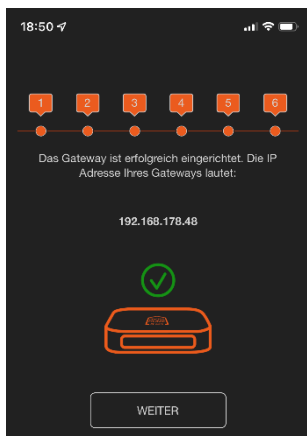 18:50
1 2 3 4 5 6
Das Gateway ist erfolgreich eingerichtet. Die IP
Adresse Ihres Gateways lautet:
192.168.178.48
WEITER